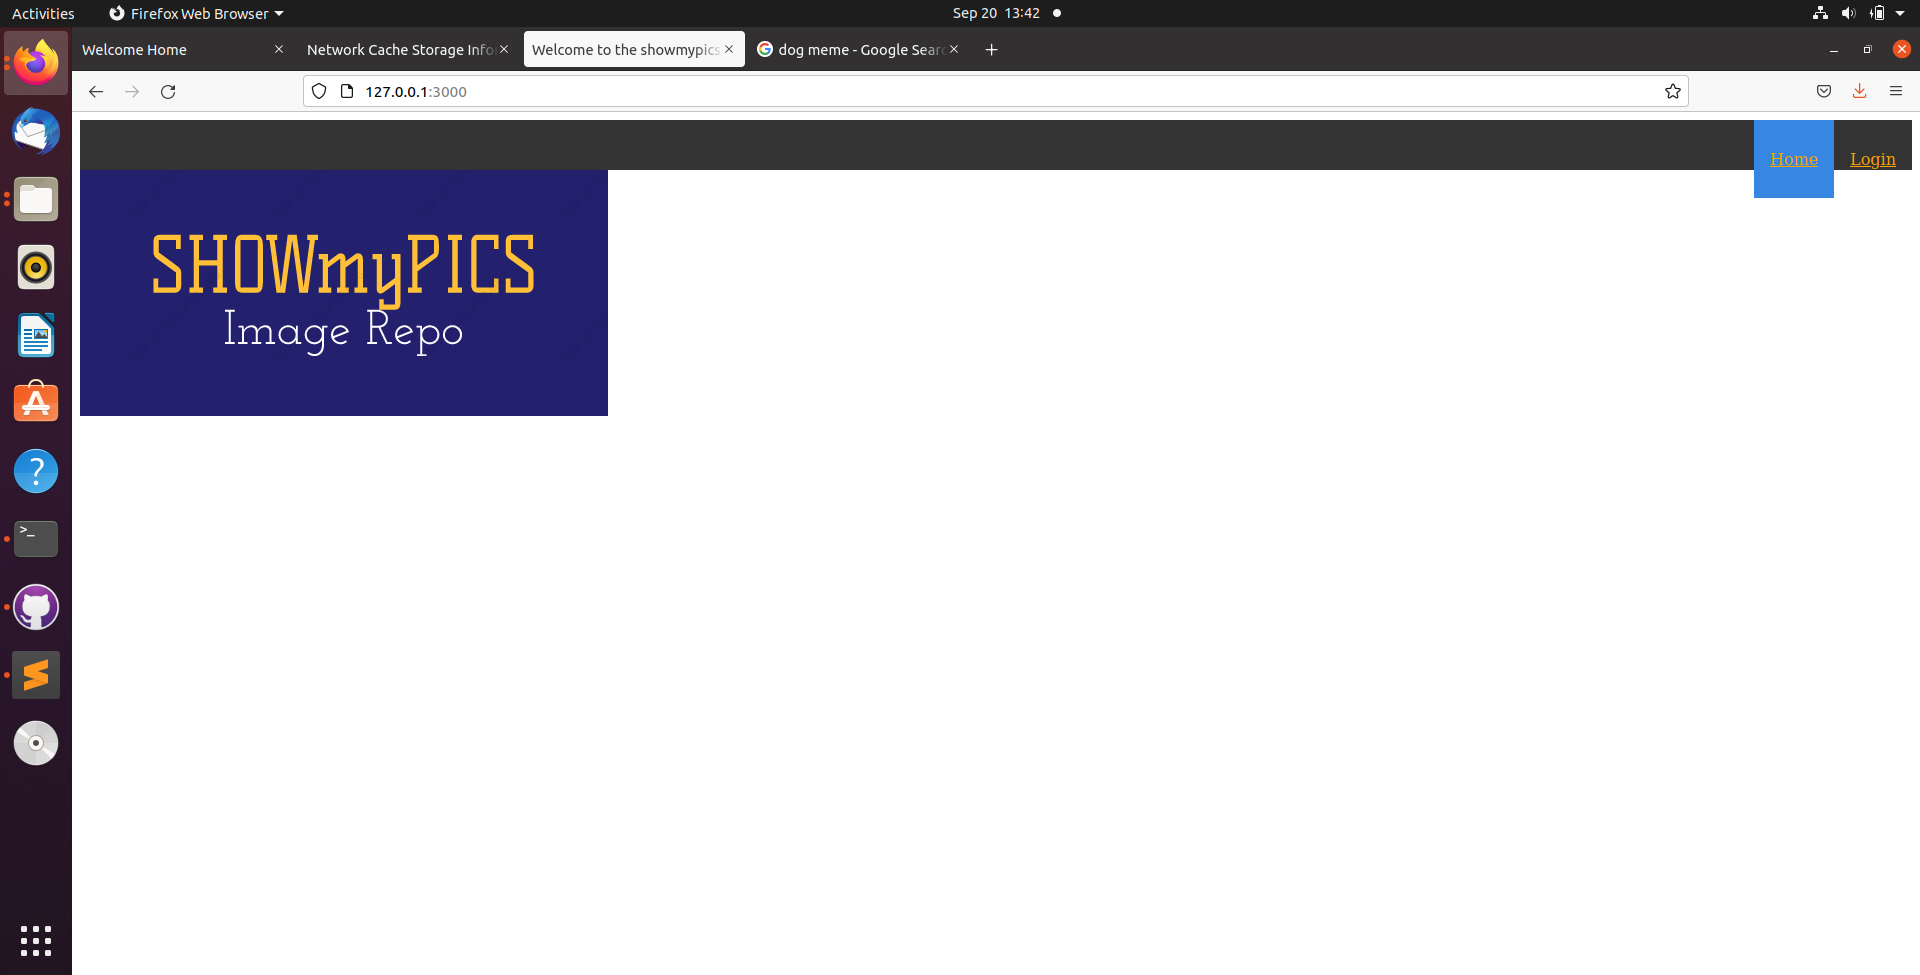 Activities
Firefox Web Browser
Sep 20 13:42
Welcome Home
Network Cache Storage Info
Welcome to the showmypics
dog meme - Google Sear
127.0.0.1:3000
Home
Login
SHOWmyPICS
Image Repo